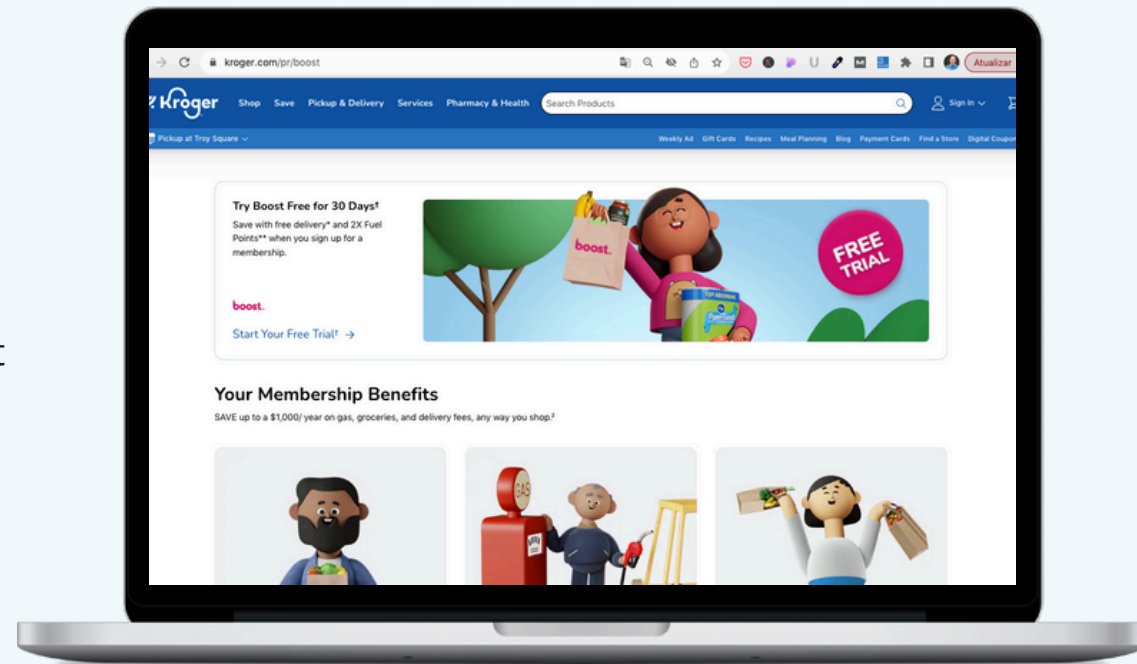 kroger.com/pr/boost
Atualizar
Kroger
Shop Save Pickup & Delivery Services Pharmacy & Health
Search Products
Sign In
Pickup at Troy Square
Weekly Ad Gift Cards Recipes Meal Planning Blog Payment Cards Find a Store Digital Coupon
Try Boost Free for 30 Days†
Save with free delivery* and 2X Fuel
Points** when you sign up for a
membership.
boost.
Start Your Free Trial† →
boost.
FREE
TRIAL
t
Your Membership Benefits
SAVE up to a $1,000/ year on gas, groceries, and delivery fees, any way you shop.²
GAS